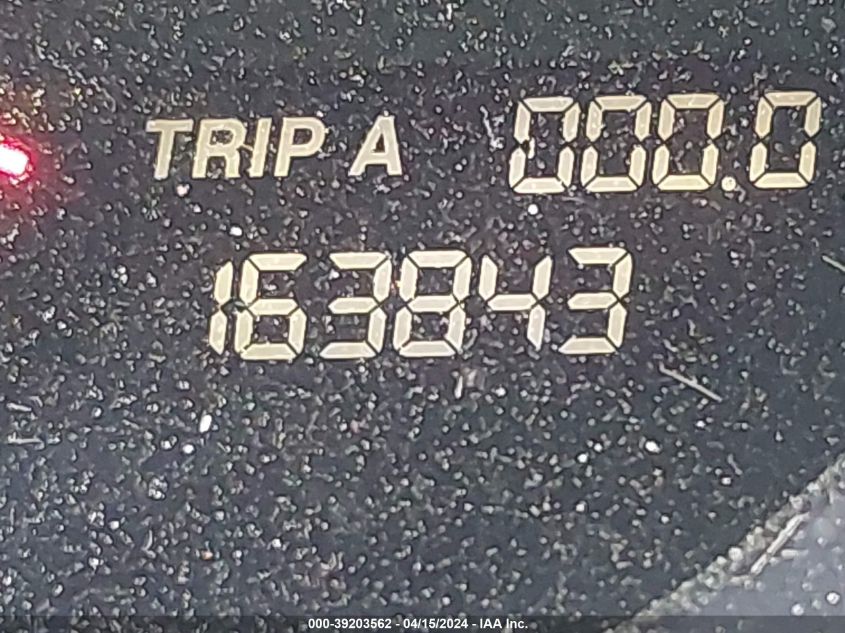 TRIP A 000.0
163843
000-39203562 - 04/15/2024 - IAA Inc.